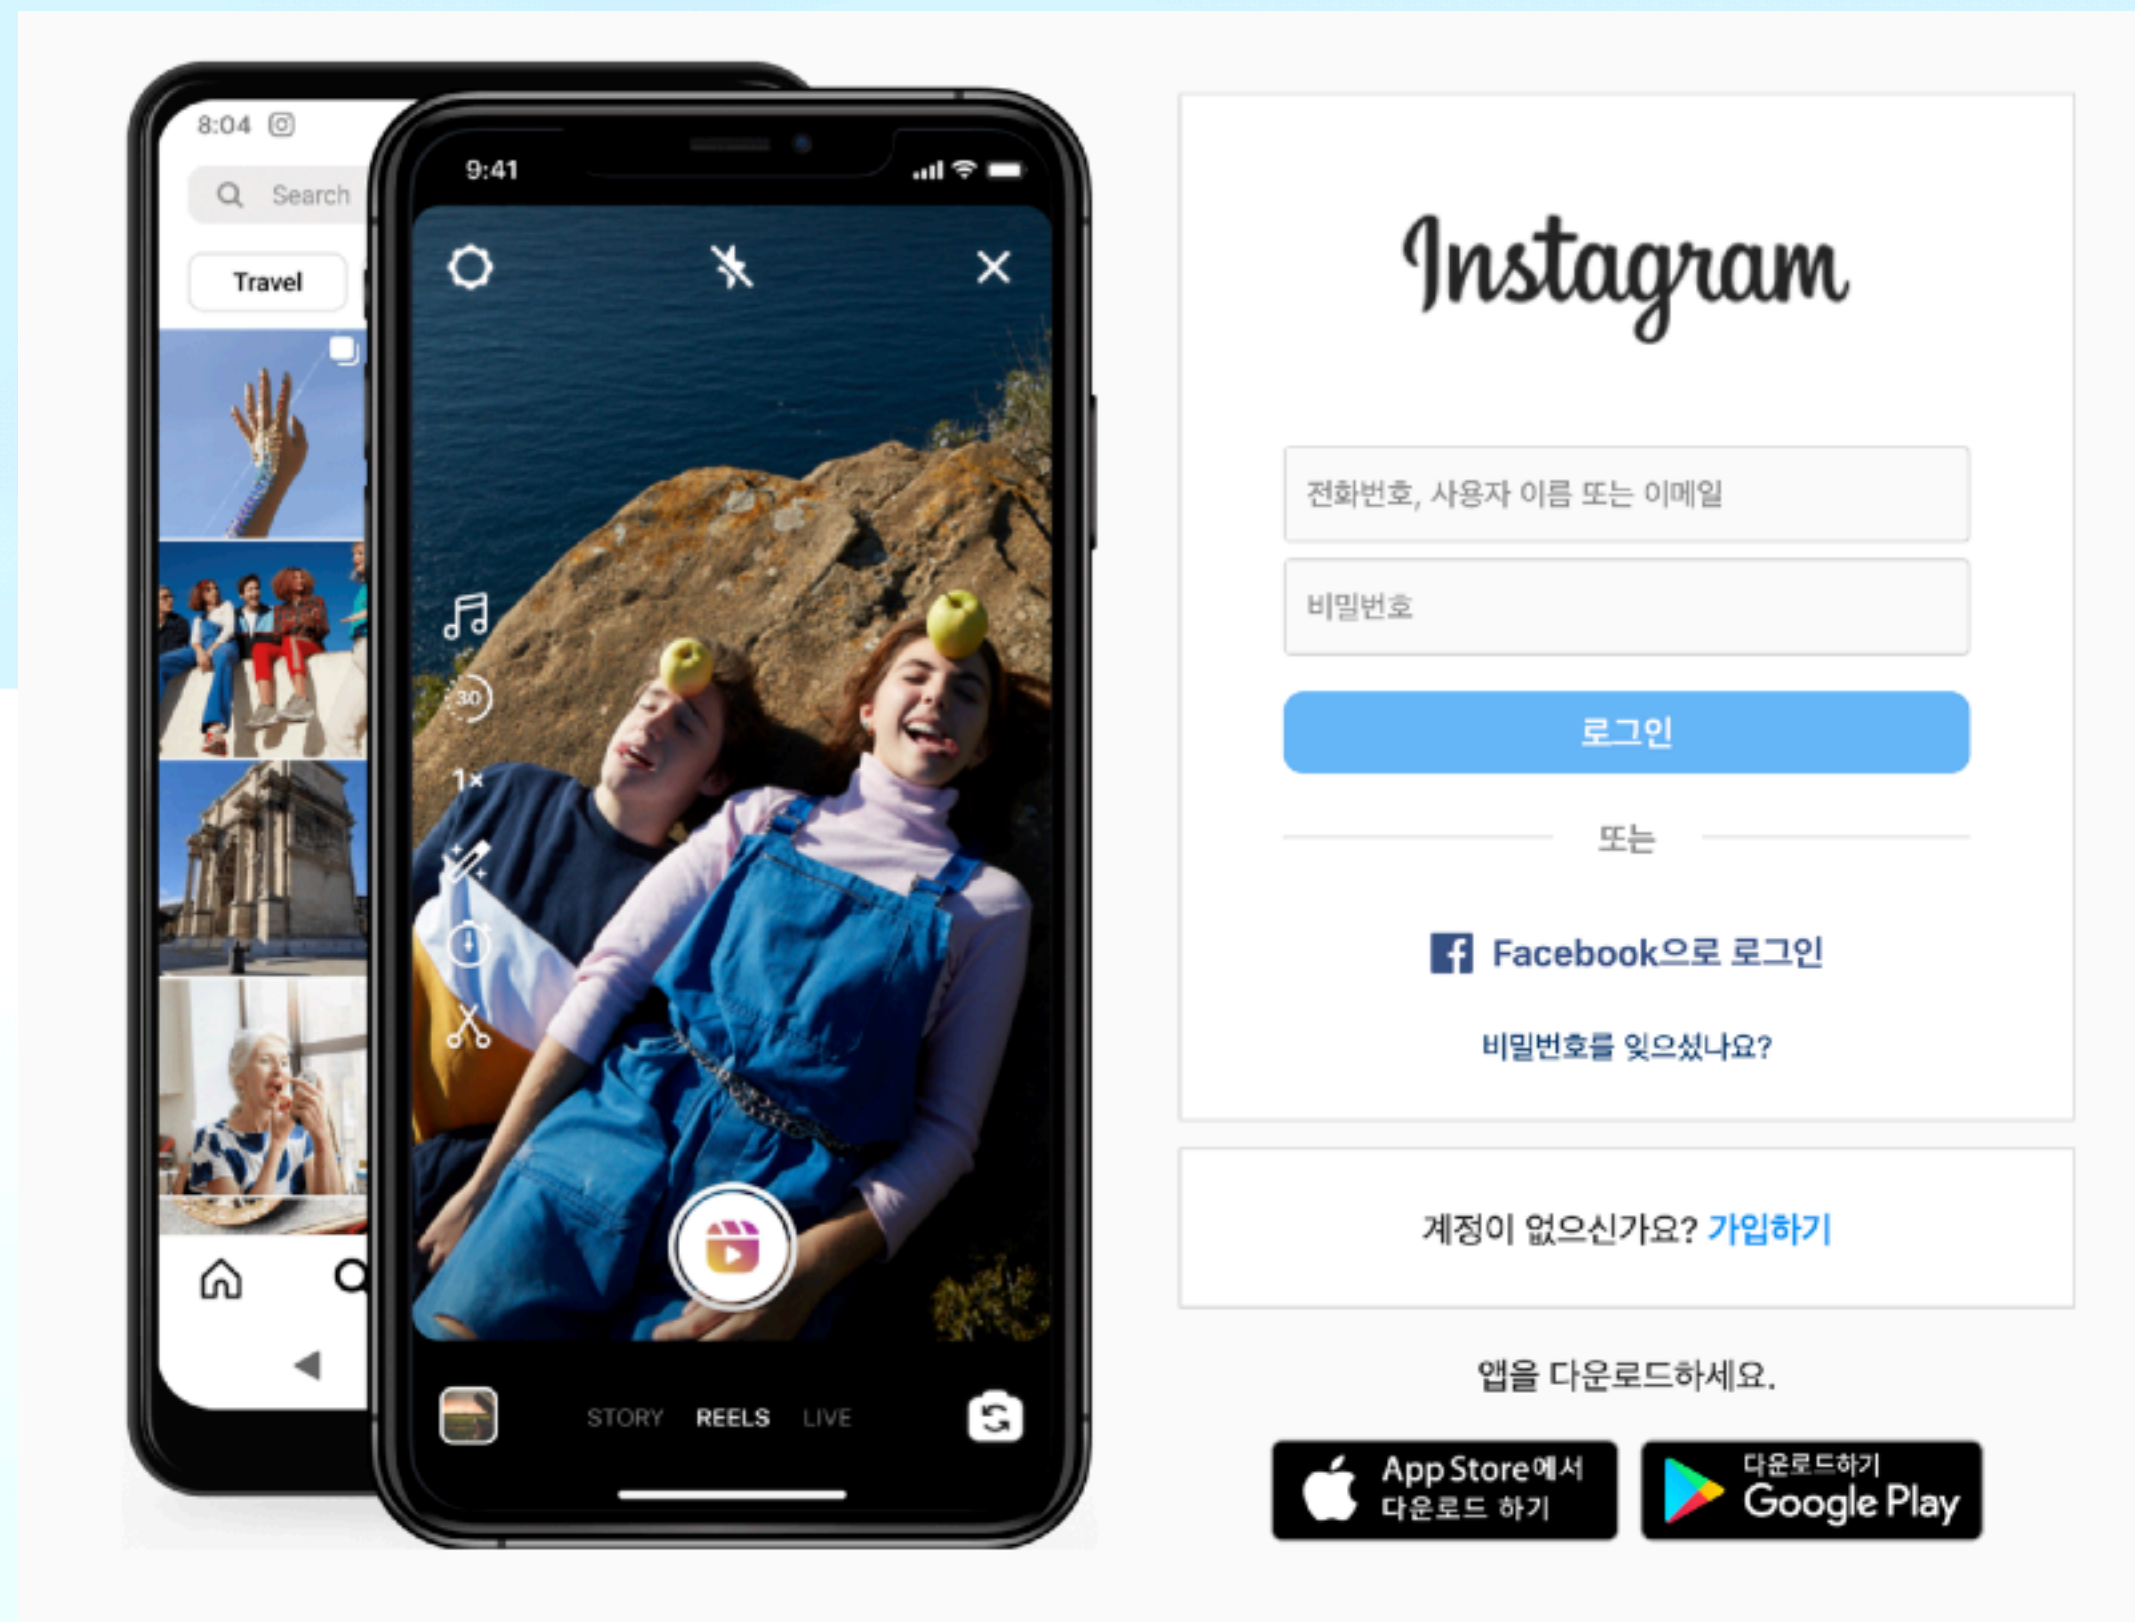 8:04
Search
Travel
9:41
30
1×
STORY REELS LIVE
Instagram
전화번호, 사용자 이름 또는 이메일
비밀번호
로그인
또는
Facebook으로 로그인
비밀번호를 잊으셨나요?
계정이 없으신가요? 가입하기
앱을 다운로드하세요.
App Store에서
다운로드 하기
다운로드하기
Google Play